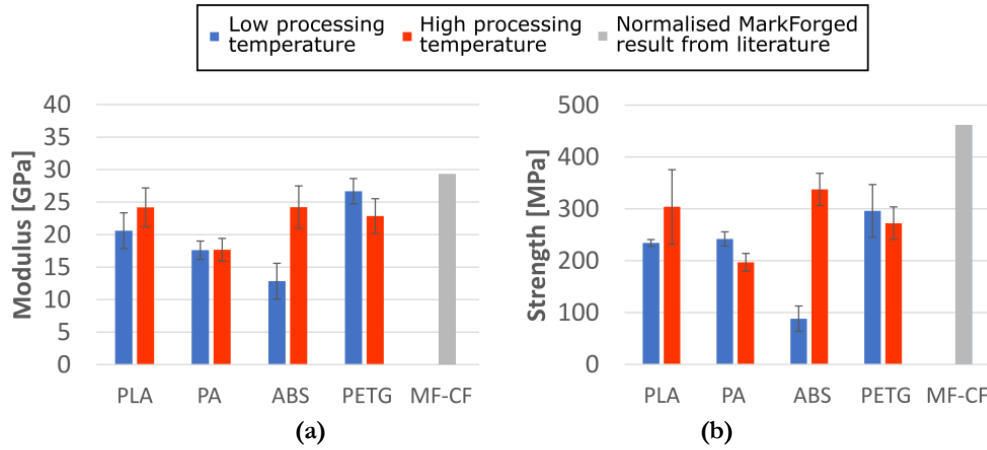 Low processing
temperature
High processing
temperature
Normalised MarkForged
result from literature
Modulus [GPa]
40
35
30
25
20
15
10
5
0
PLA PA ABS PETG MF-CF
(a)
Strength [MPa]
500
400
300
200
100
0
PLA PA ABS PETG MF-CF
(b)